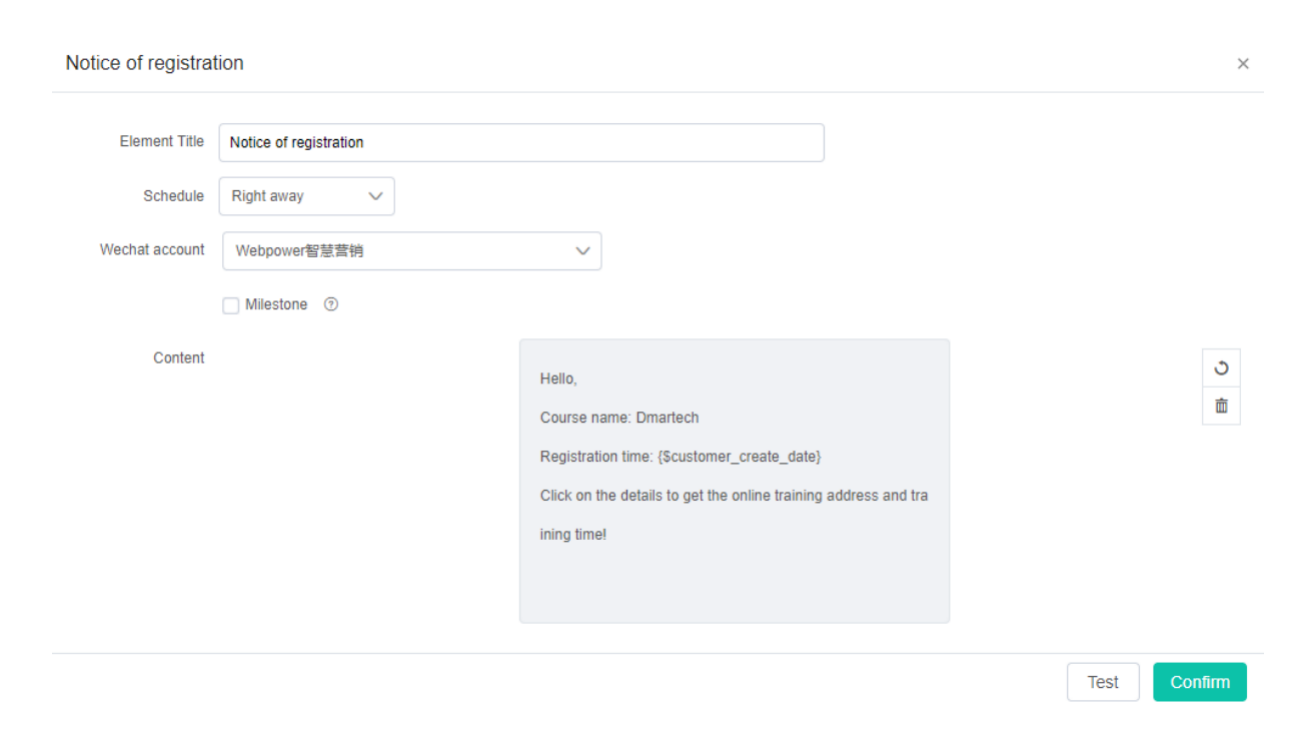 Notice of registration
Element Title
Notice of registration
Schedule
Right away
Wechat account
Webpower智慧营销
Milestone
Content
Hello,
Course name: Dmartech
Registration time: {$customer_create_date}
Click on the details to get the online training address and tra
ining time!
Test
Confirm